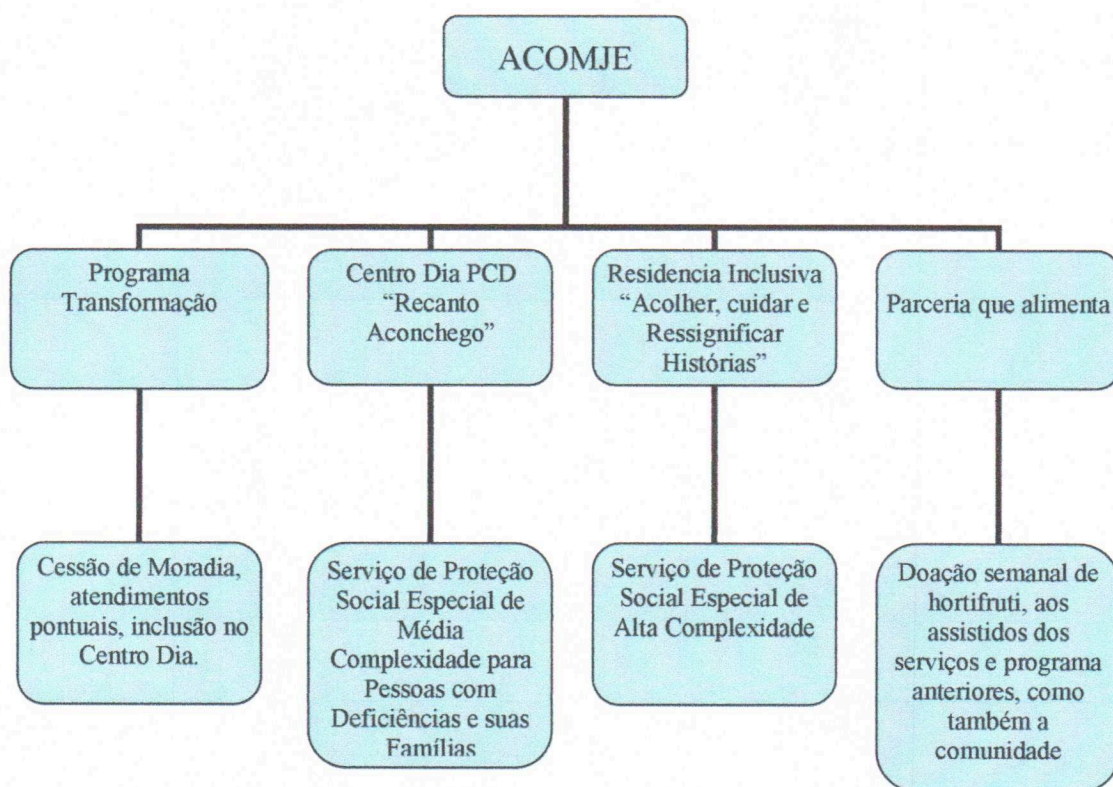 ACOMJE
Programa
Transformação
Centro Dia PCD
“Recanto
Aconchego”
Residencia Inclusiva
“Acolher, cuidar e
Ressignificar
Histórias”
Parceria que alimenta
Cessão de Moradia,
atendimentos
pontuais, inclusão no
Centro Dia.
Serviço de Proteção
Social Especial de
Média
Complexidade para
Pessoas com
Deficiências e suas
Famílias
Serviço de Proteção
Social Especial de
Alta Complexidade
Doação semanal de
hortifruti, aos
assistidos dos
serviços e programa
anteriores, como
também a
comunidade